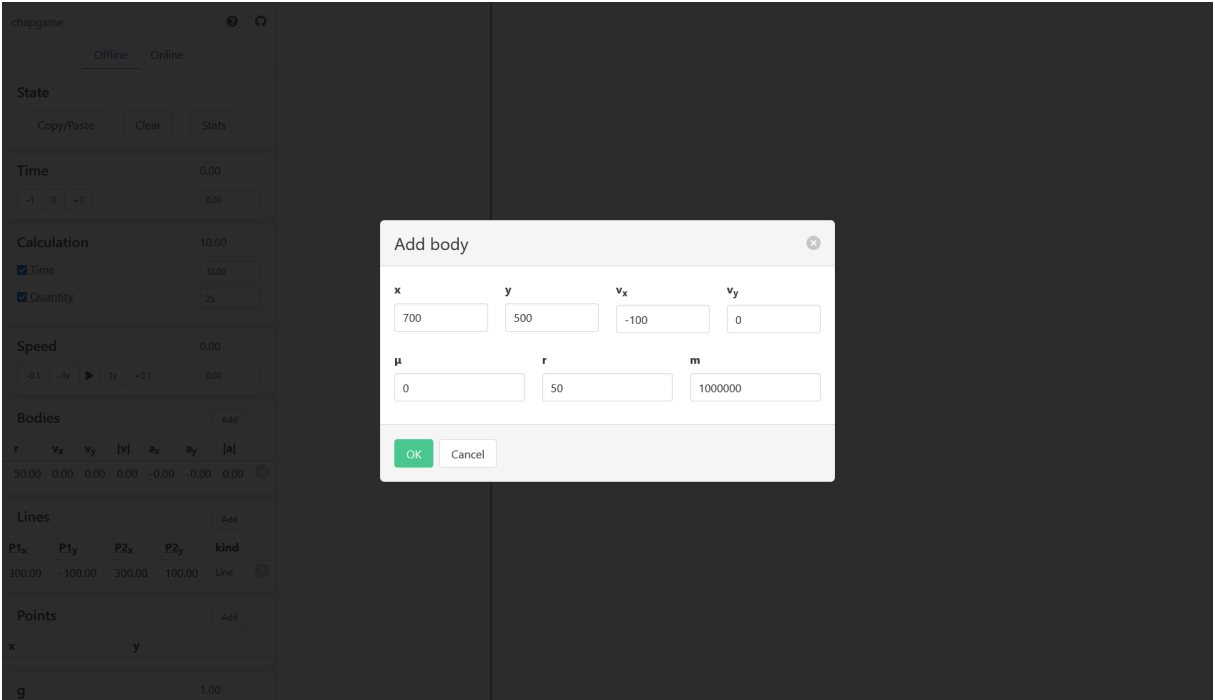 chapgame
Offline Online
State
Copy/Paste Clear Stats
Time 0.00
-1 0 +1 0.00
Calculation 10.00
Time 10.00
Quantity 25
Speed 0.00
-0.1 -1x 1x +0.1 0.00
Bodies Add
r vx vy |v| ax ay |a|
50.00 0.00 0.00 0.00 -0.00 -0.00 0.00
Lines Add
P1x P1y P2x P2y kind
300.00 -100.00 300.00 100.00 Line
Points Add
x y
g 1.00
Add body
x y vx vy
700 500 -100 0
μ r m
0 50 1000000
OK Cancel